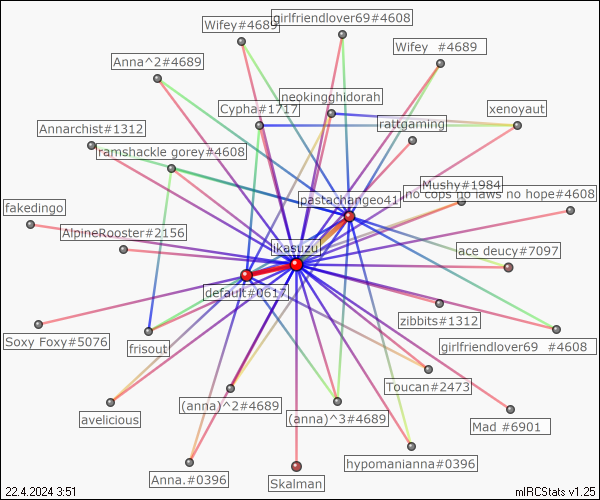 girlfriendlover69#4608
Wifey#4689
Wifey  #4689
Anna^2#4689
neokingghidorah
Cypha#1717
xenoyaut
rattgaming
Annarchist#1312
ramshackle gorey#4608
Mushy#1984
no cops no laws no hope#4608
pastachangeo41
fakedingo
AlpineRooster#2156
ikasuzu
ace deucy#7097
default#0617
zibbits#1312
Soxy Foxy#5076
frisout
girlfriendlover69  #4608
Toucan#2473
(anna)^2#4689
avelicious
(anna)^3#4689
Mad #6901
hypomanianna#0396
Anna.#0396
Skalman
22.4.2024 3:51
mIRCStats v1.25